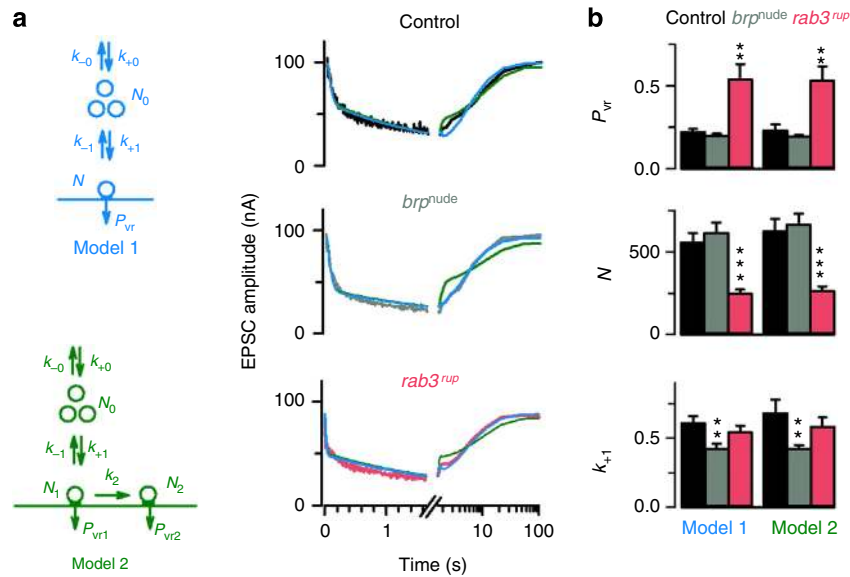 a
k₋₀ k₊₀
N₀
k₋₁ k₊₁
N
Pvr
Model 1
k₋₀ k₊₀
N₀
k₋₁ k₊₁
N₁ k₂ N₂
Pvr1 Pvr2
Model 2
EPSC amplitude (nA)
Control
100
0
brpⁿᵘᵈᵉ
100
0
rab3ʳᵘᵖ
100
0
0 1 10 100
Time (s)
b
Control brpⁿᵘᵈᵉ rab3ʳᵘᵖ
Pvr
0.5
0.0
** **
N
500
0
*** ***
k₊₁
0.5
0.0
** **
Model 1 Model 2